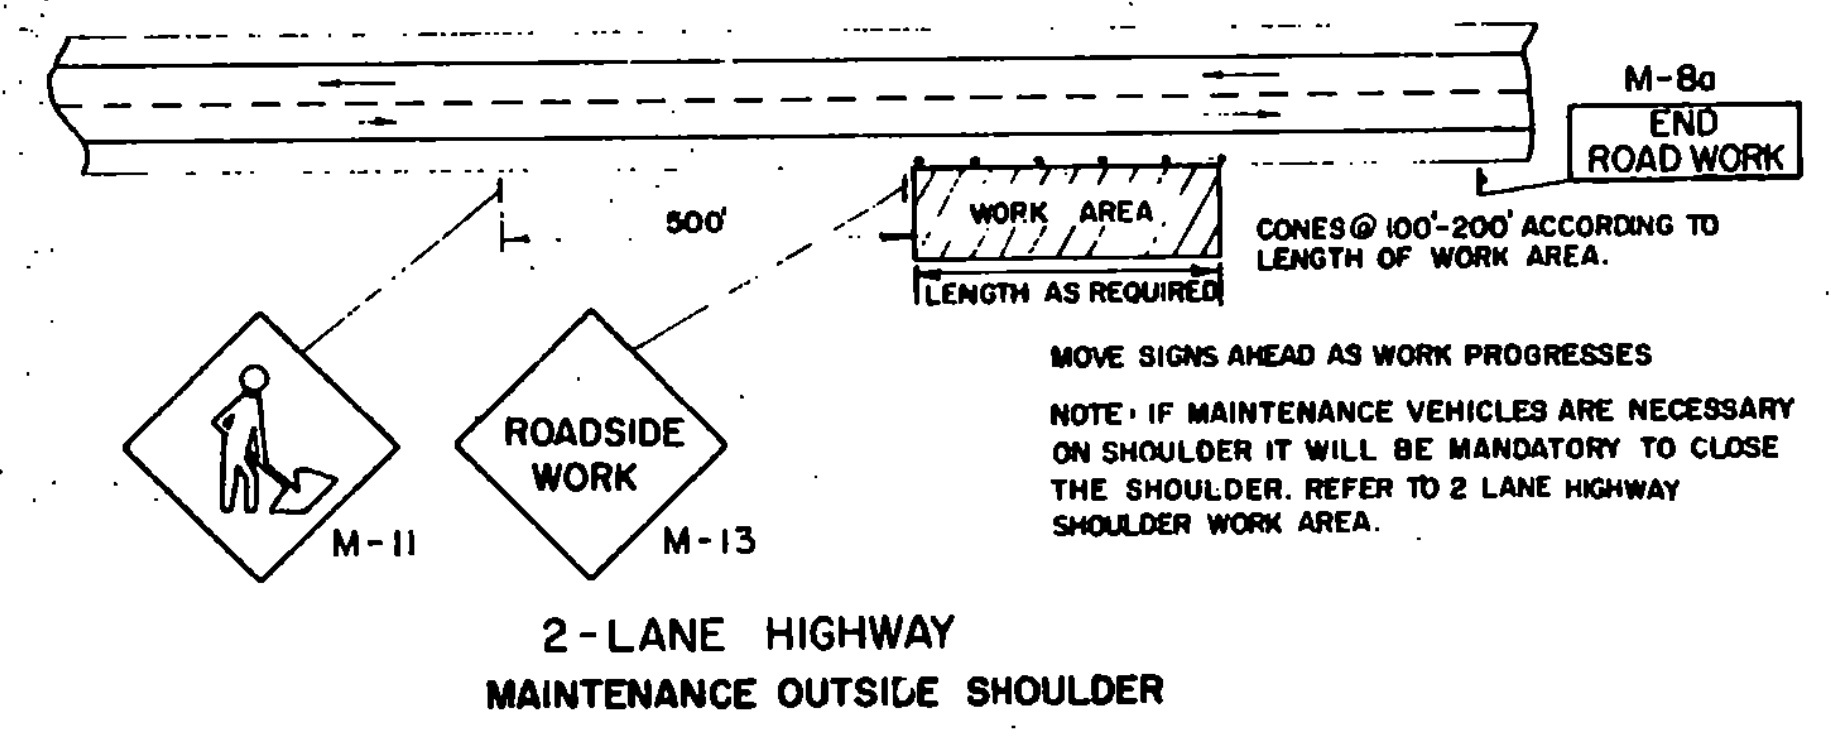 M-8a
END
ROAD WORK
500'
WORK AREA
CONES @ 100'-200' ACCORDING TO
LENGTH OF WORK AREA.
LENGTH AS REQUIRED
MOVE SIGNS AHEAD AS WORK PROGRESSES
NOTE: IF MAINTENANCE VEHICLES ARE NECESSARY
ON SHOULDER IT WILL BE MANDATORY TO CLOSE
THE SHOULDER. REFER TO 2 LANE HIGHWAY
SHOULDER WORK AREA.
ROADSIDE
WORK
M-11
M-13
2-LANE HIGHWAY
MAINTENANCE OUTSIDE SHOULDER